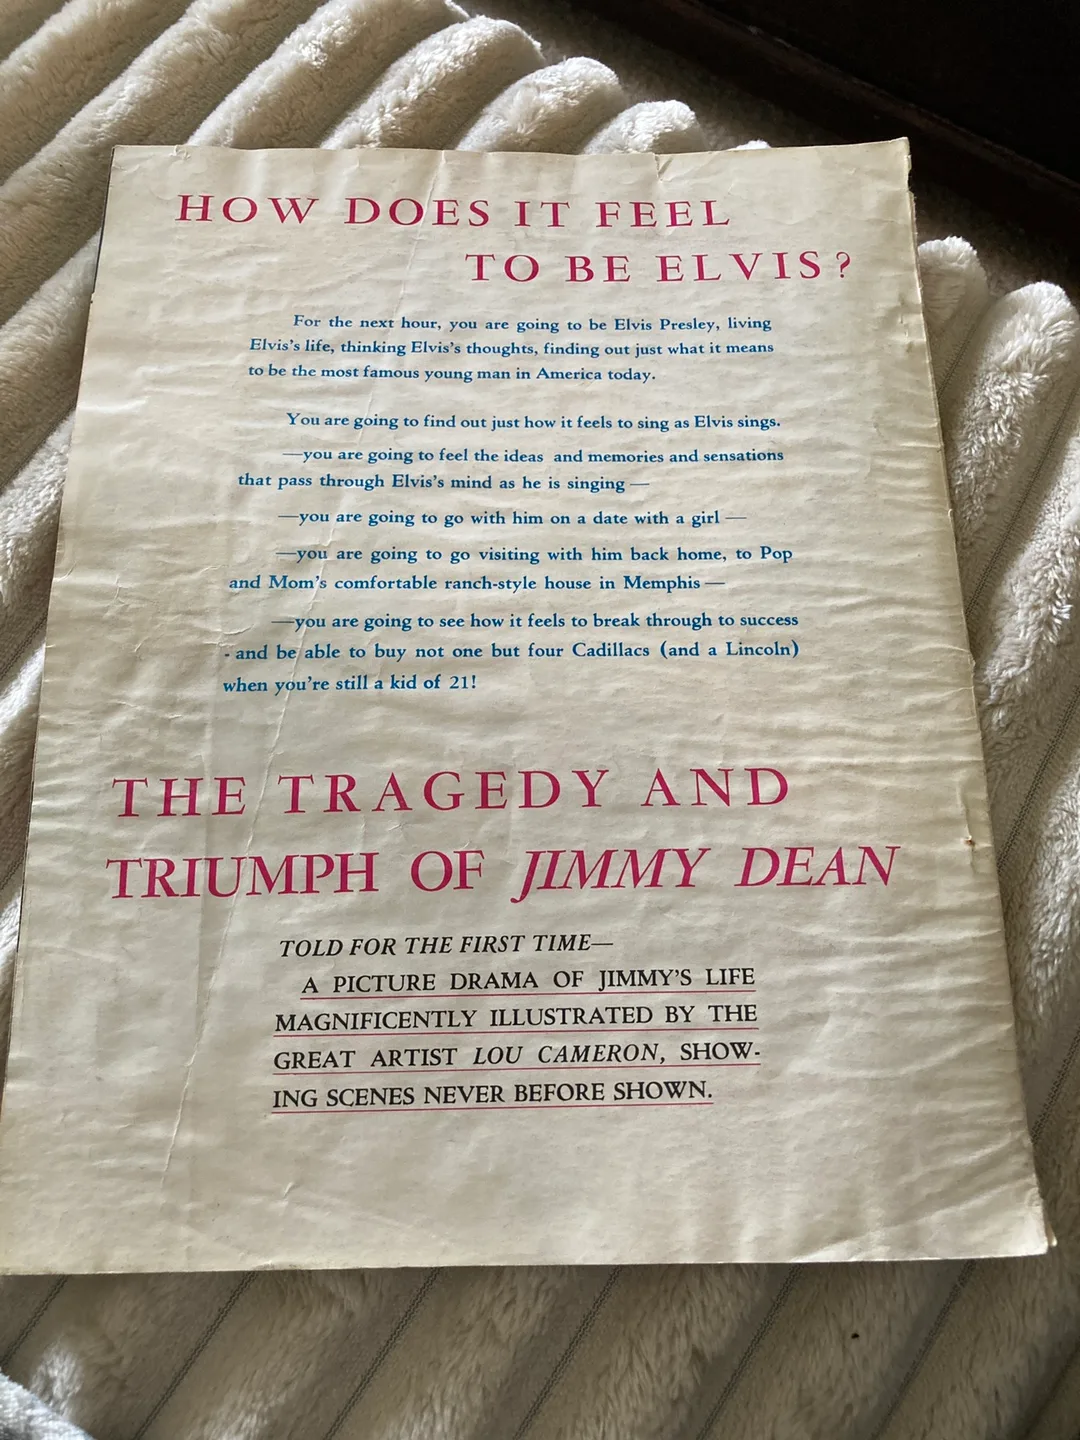 HOW DOES IT FEEL
TO BE ELVIS?
For the next hour, you are going to be Elvis Presley, living
Elvis's life, thinking Elvis's thoughts, finding out just what it means
to be the most famous young man in America today.
You are going to find out just how it feels to sing as Elvis sings.
—you are going to feel the ideas and memories and sensations
that pass through Elvis's mind as he is singing —
—you are going to go with him on a date with a girl —
—you are going to go visiting with him back home, to Pop
and Mom's comfortable ranch-style house in Memphis —
—you are going to see how it feels to break through to success
- and be able to buy not one but four Cadillacs (and a Lincoln)
when you're still a kid of 21!
THE TRAGEDY AND
TRIUMPH OF JIMMY DEAN
TOLD FOR THE FIRST TIME—
A PICTURE DRAMA OF JIMMY'S LIFE
MAGNIFICENTLY ILLUSTRATED BY THE
GREAT ARTIST LOU CAMERON, SHOW-
ING SCENES NEVER BEFORE SHOWN.